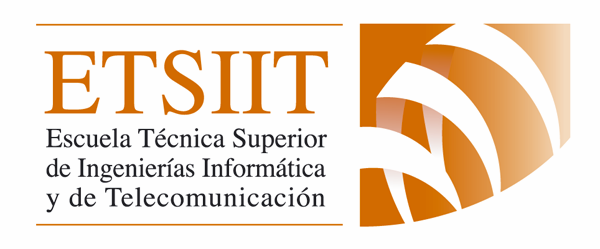 ETSIIT
Escuela Técnica Superior
de Ingenierías Informática
y de Telecomunicación